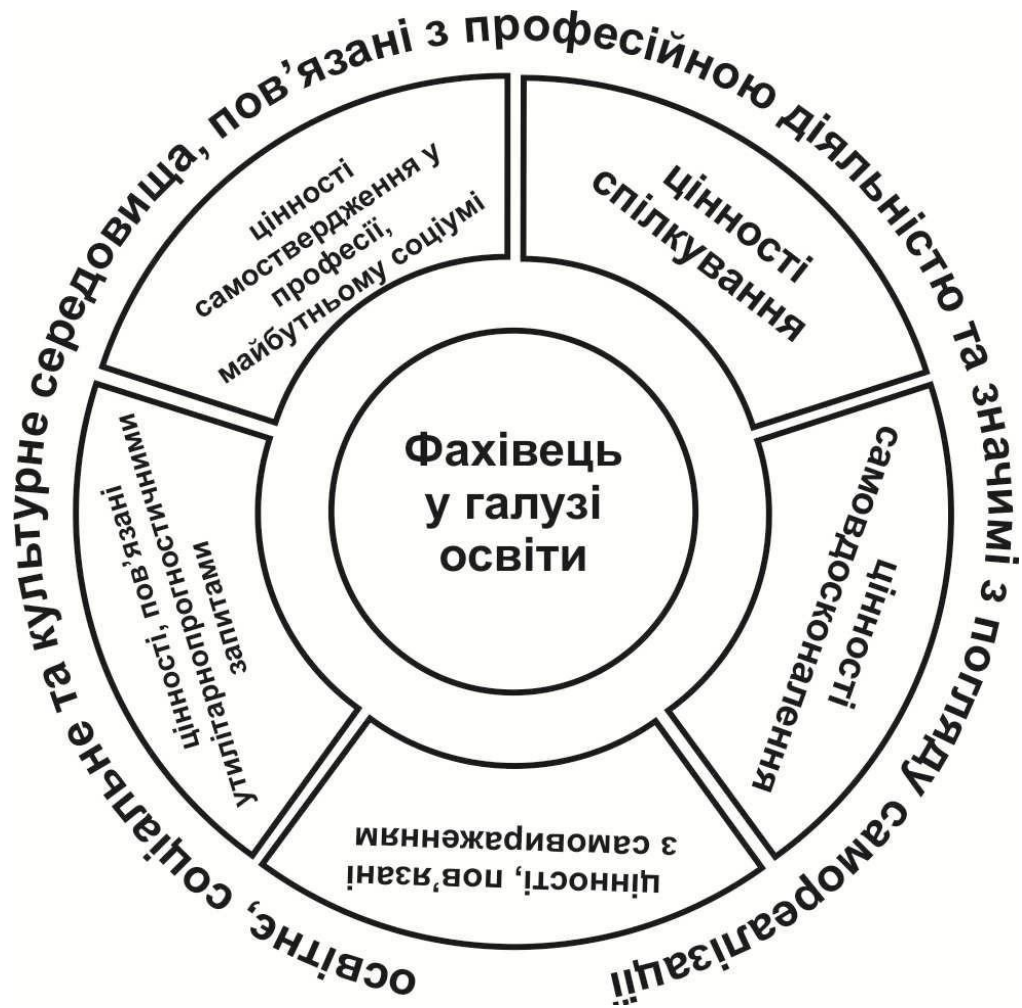 освітнє, соціальне та культурне середовища, пов’язані з професійною діяльністю та значимі з погляду самореалізації
цінності
самоствердження у
професії,
майбутньому соціумі
цінності
спілкування
цінності
самовдосконалення
цінності, пов’язані
з самовираженням
цінності, пов’язані
утилітарнопрогностичними
запитами
Фахівець
у галузі
освіти